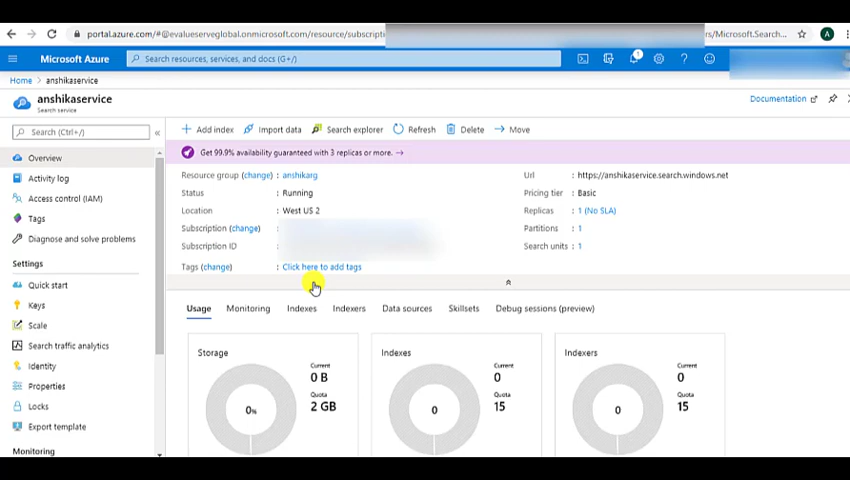 portal.azure.com/#@evalueserveglobal.onmicrosoft.com/resource/subscripti
rs/Microsoft.Search...
A
Microsoft Azure
Search resources, services, and docs (G+/)
1
Home > anshikaservice
anshikaservice
Search service
Documentation
Search (Ctrl+/)
Overview
Activity log
Access control (IAM)
Tags
Diagnose and solve problems
Settings
Quick start
Keys
Scale
Search traffic analytics
Identity
Properties
Locks
Export template
Monitoring
Add index
Import data
Search explorer
Refresh
Delete
Move
Get 99.9% availability guaranteed with 3 replicas or more. →
Resource group (change) : anshikarg
Status : Running
Location : West US 2
Subscription (change) :
Subscription ID :
Tags (change) : Click here to add tags
Url : https://anshikaservice.search.windows.net
Pricing tier : Basic
Replicas : 1 (No SLA)
Partitions : 1
Search units : 1
Usage
Monitoring
Indexes
Indexers
Data sources
Skillsets
Debug sessions (preview)
Storage
0%
Current
0 B
Quota
2 GB
Indexes
0
Current
0
Quota
15
Indexers
0
Current
0
Quota
15